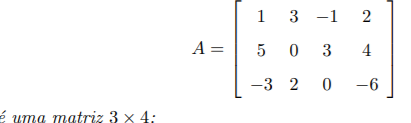 1 3 −1 2
A = 5 0 3 4
−3 2 0 −6
é uma matriz 3 × 4: